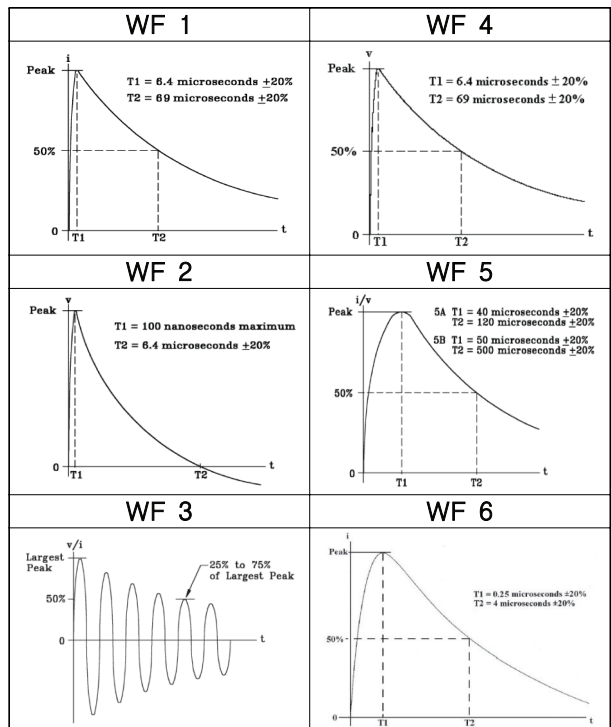 WF 1
i
Peak
T1 = 6.4 microseconds ±20%
T2 = 69 microseconds ±20%
50%
0
T1
T2
t
WF 4
v
Peak
T1 = 6.4 microseconds ± 20%
T2 = 69 microseconds ± 20%
50%
0
T1
T2
t
WF 2
v
Peak
T1 = 100 nanoseconds maximum
T2 = 6.4 microseconds ±20%
0
T1
T2
t
WF 5
i/v
Peak
5A T1 = 40 microseconds ±20%
T2 = 120 microseconds ±20%
5B T1 = 50 microseconds ±20%
T2 = 500 microseconds ±20%
50%
0
T1
T2
t
WF 3
v/i
Largest
Peak
25% to 75%
of Largest Peak
50%
0
t
WF 6
i
Peak
T1 = 0.25 microseconds ±20%
T2 = 4 microseconds ±20%
50%
0
T1
T2
t